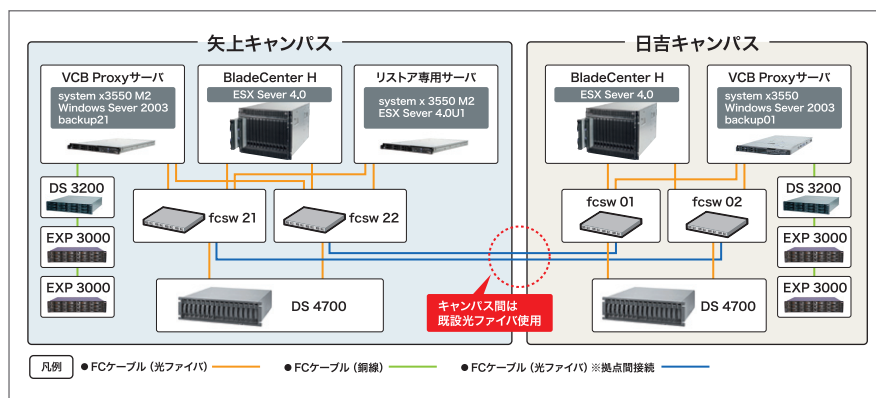 矢上キャンパス
VCB Proxyサーバ
system x3550 M2
Windows Sever 2003
backup21
BladeCenter H
ESX Sever 4.0
リストア専用サーバ
system x 3550 M2
ESX Sever 4.0U1
DS 3200
EXP 3000
EXP 3000
fcsw 21
fcsw 22
DS 4700
日吉キャンパス
BladeCenter H
ESX Sever 4.0
VCB Proxyサーバ
system x3550
Windows Sever 2003
backup01
fcsw 01
fcsw 02
DS 3200
EXP 3000
EXP 3000
DS 4700
キャンパス間は
既設光ファイバ使用
凡例 ●FCケーブル(光ファイバ) ●FCケーブル(銅線) ●FCケーブル(光ファイバ)※拠点間接続